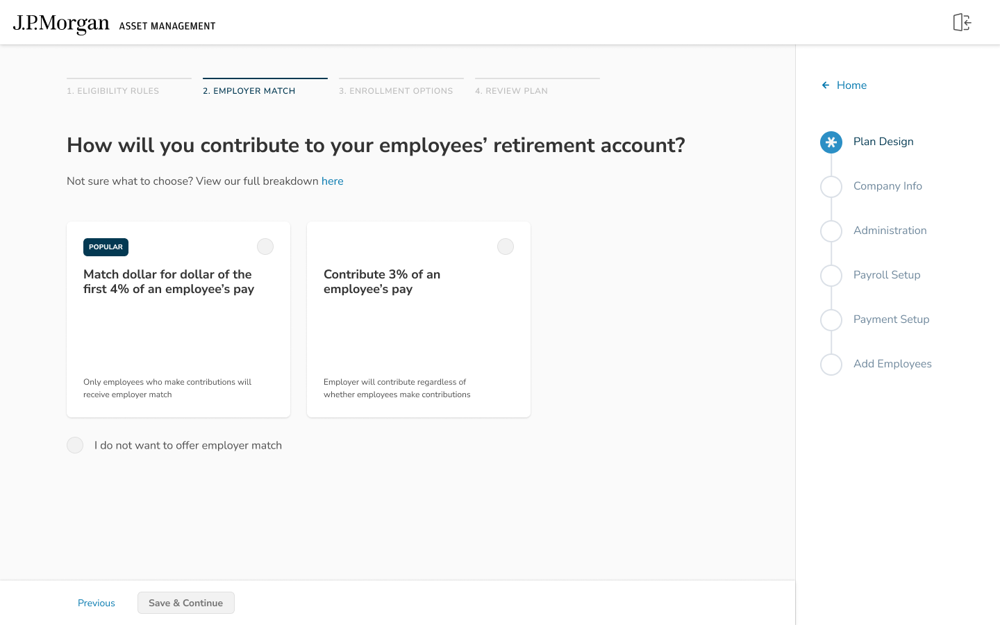 J.P.Morgan ASSET MANAGEMENT
1. ELIGIBILITY RULES
2. EMPLOYER MATCH
3. ENROLLMENT OPTIONS
4. REVIEW PLAN
How will you contribute to your employees’ retirement account?
Not sure what to choose? View our full breakdown here
POPULAR
Match dollar for dollar of the
first 4% of an employee’s pay
Only employees who make contributions will
receive employer match
Contribute 3% of an
employee’s pay
Employer will contribute regardless of
whether employees make contributions
I do not want to offer employer match
Previous
Save & Continue
Home
Plan Design
Company Info
Administration
Payroll Setup
Payment Setup
Add Employees